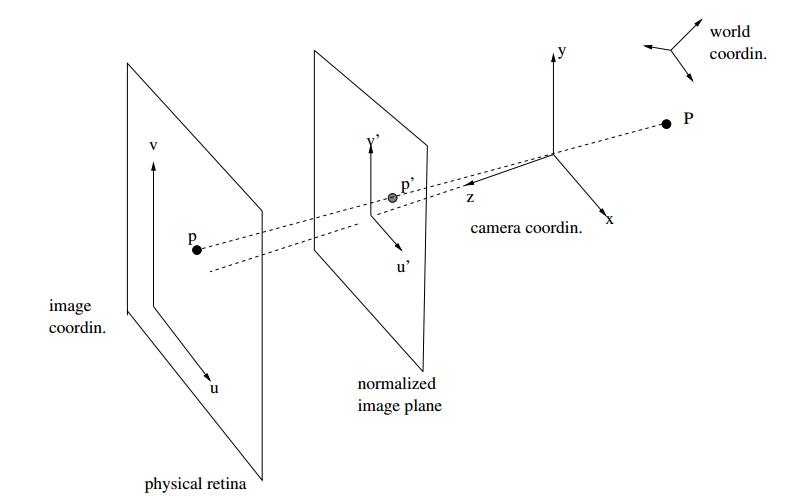 world
coordin.
y
P
v
v'
p'
z
x
camera coordin.
p
u'
image
coordin.
u
normalized
image plane
physical retina